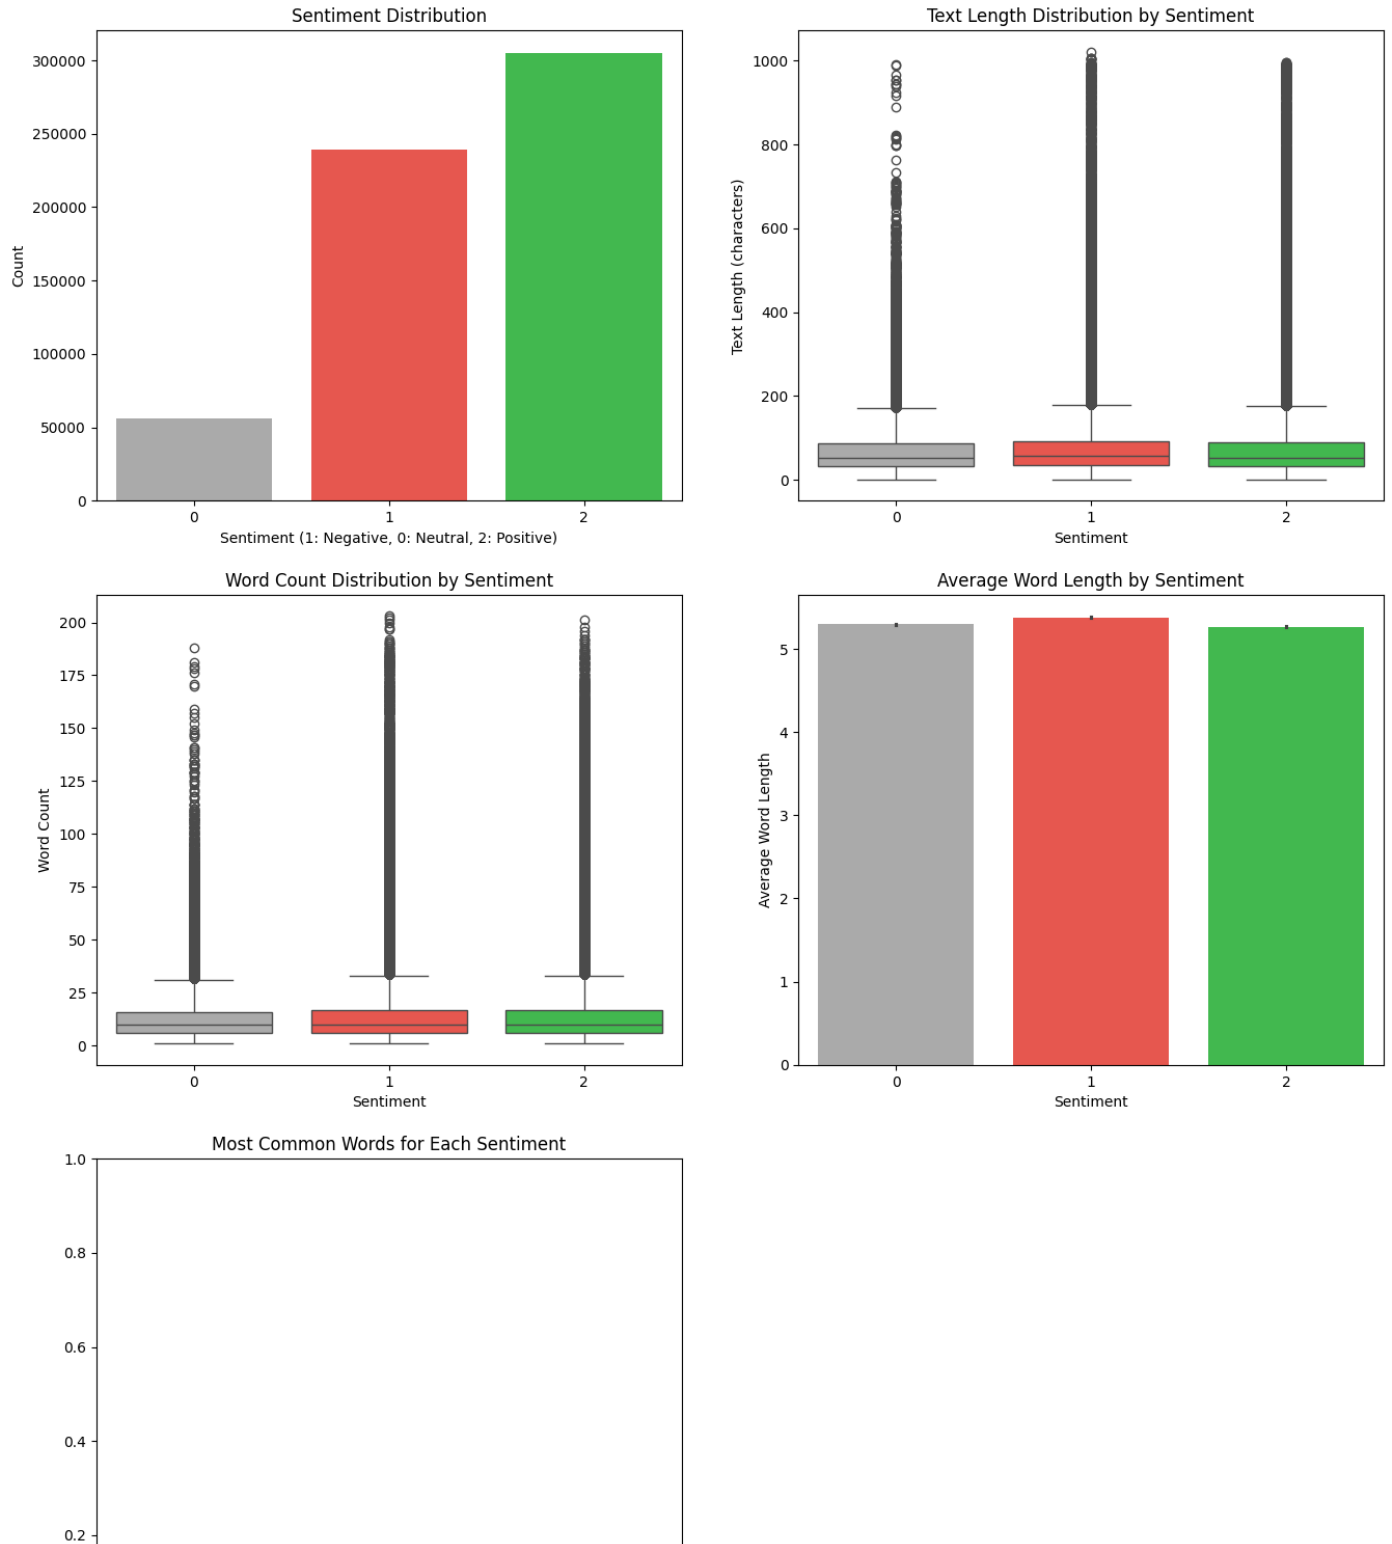 Sentiment Distribution
300000
250000
200000
150000
100000
50000
0
Count
0 1 2
Sentiment (1: Negative, 0: Neutral, 2: Positive)
Text Length Distribution by Sentiment
1000
800
600
400
200
0
Text Length (characters)
0 1 2
Sentiment
Word Count Distribution by Sentiment
200
175
150
125
100
75
50
25
0
Word Count
0 1 2
Sentiment
Average Word Length by Sentiment
5
4
3
2
1
0
Average Word Length
0 1 2
Sentiment
Most Common Words for Each Sentiment
1.0
0.8
0.6
0.4
0.2